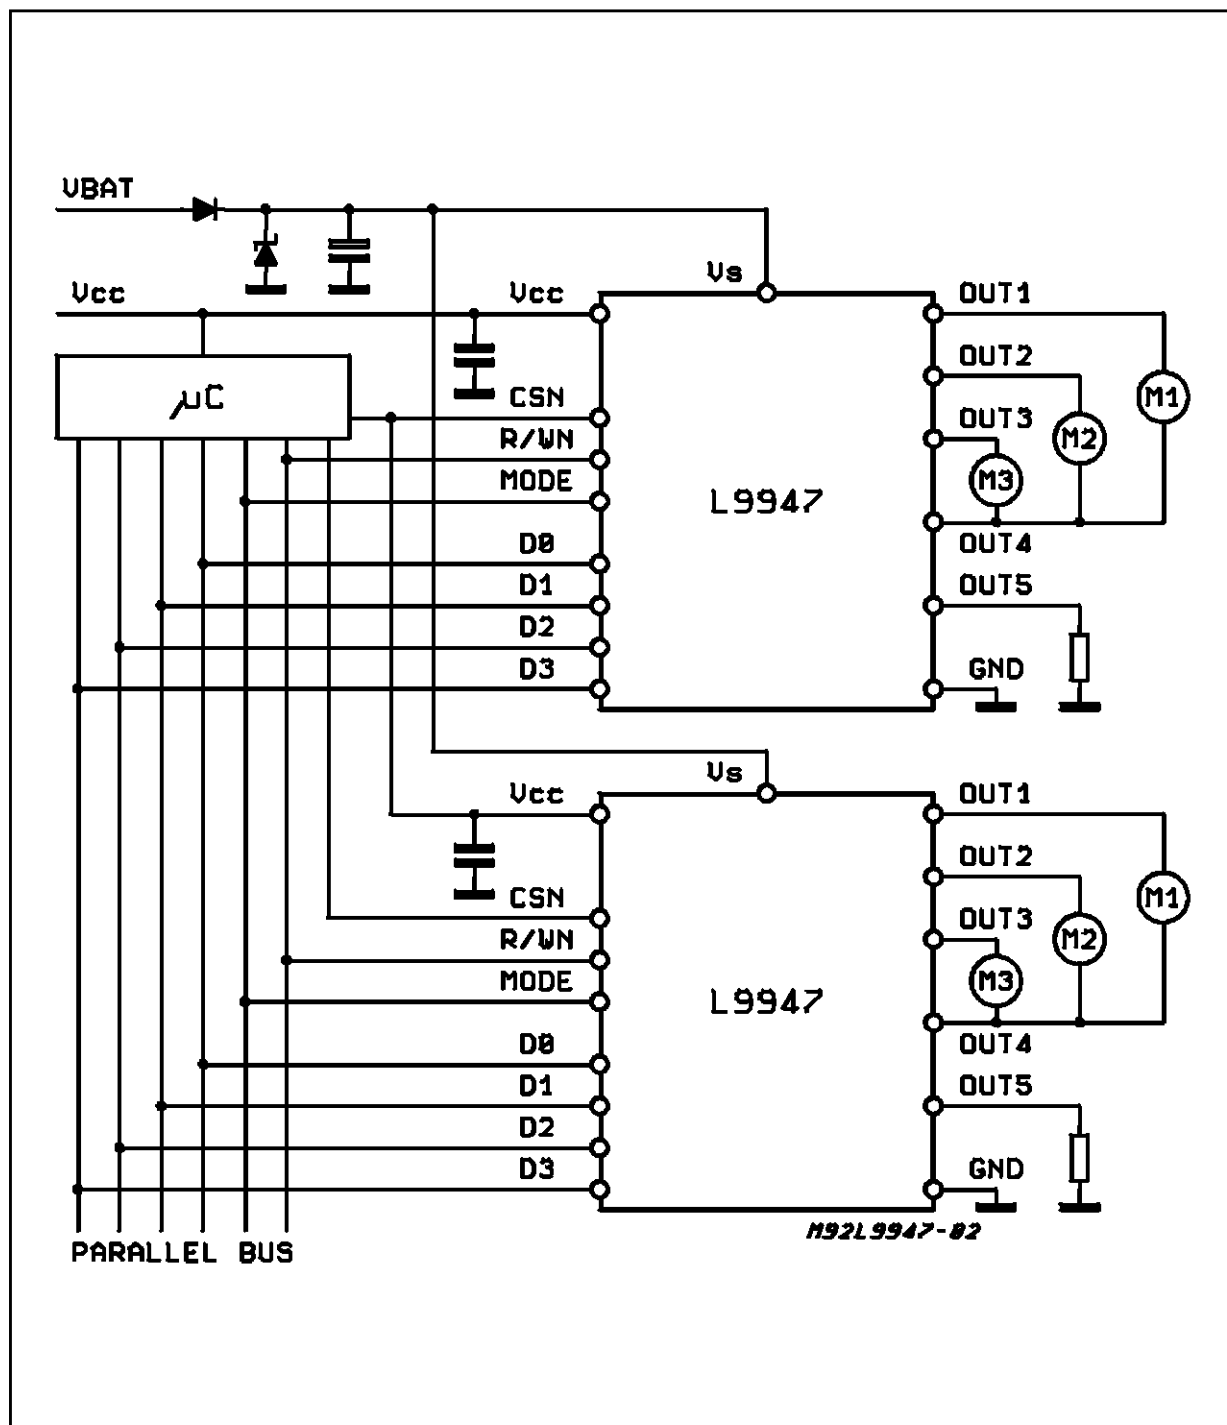 VBAT
Vs
Vcc
Vcc
OUT1
OUT2
µC
CSN
M1
OUT3
R/WN
M2
MODE
M3
L9947
D0
OUT4
D1
OUT5
D2
D3
GND
Vs
Vcc
OUT1
OUT2
CSN
M1
OUT3
R/WN
M2
MODE
M3
L9947
D0
OUT4
D1
OUT5
D2
D3
GND
M92L9947-02
PARALLEL BUS